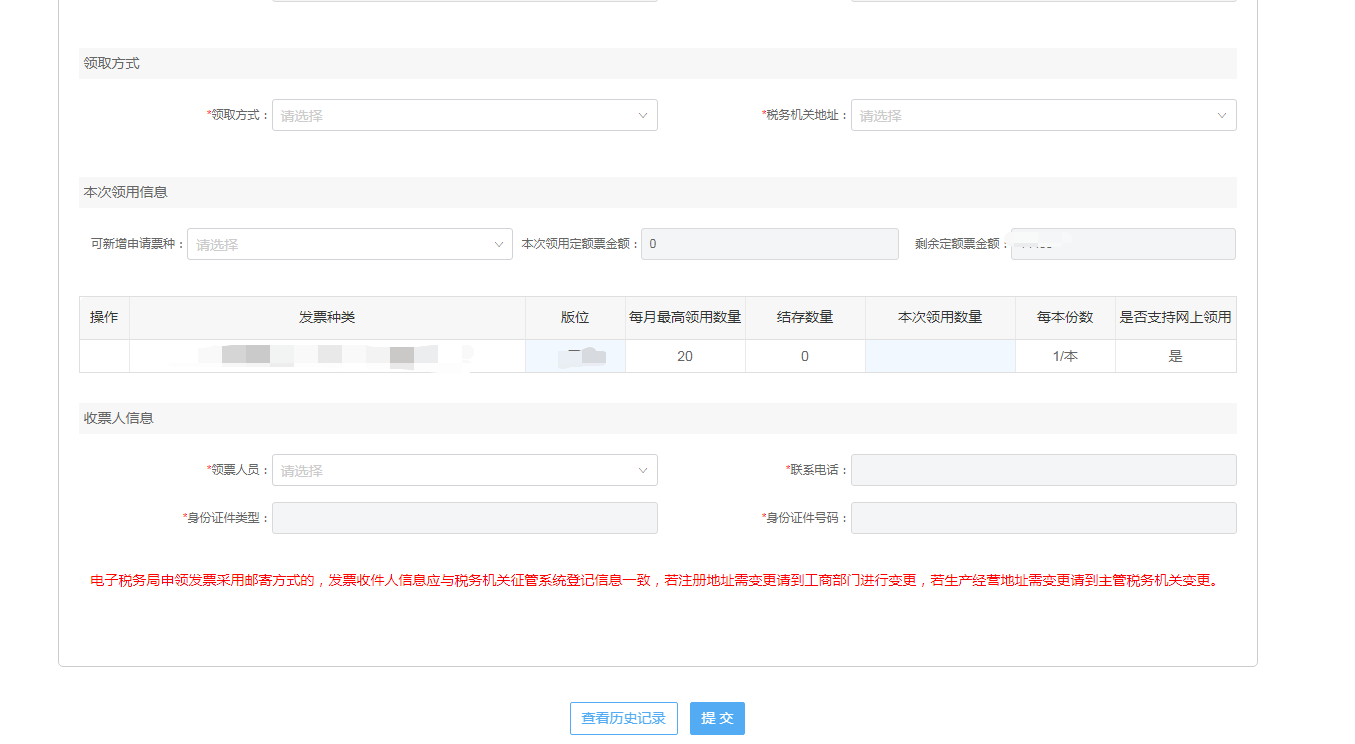 领取方式
*领取方式： 请选择 *税务机关地址： 请选择
本次领用信息
可新增申请票种： 请选择 本次领用定额票金额： 0 剩余定额票金额：
操作 发票种类 版位 每月最高领用数量 结存数量 本次领用数量 每本份数 是否支持网上领用
20 0 1/本 是
收票人信息
*领票人员： 请选择 *联系电话：
*身份证件类型： *身份证件号码：
电子税务局申领发票采用邮寄方式的，发票收件人信息应与税务机关征管系统登记信息一致，若注册地址需变更请到工商部门进行变更，若生产经营地址需变更请到主管税务机关变更。
查看历史记录 提 交